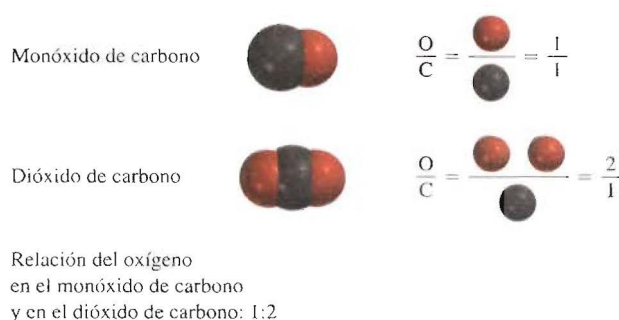 Monóxido de carbono
O/C = = 1/1
Dióxido de carbono
O/C = = 2/1
Relación del oxígeno
en el monóxido de carbono
y en el dióxido de carbono: 1:2